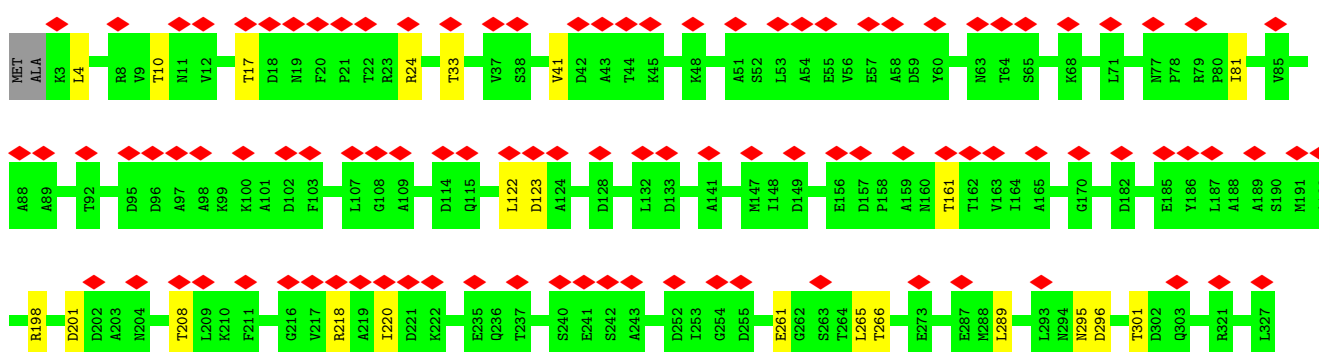 MET ALA K3 L4 R8 V9 T10 N11 V12 T17 D18 N19 F20 P21 T22 R23 R24 T33 V37 S38 V41 D42 A43 T44 K45 K48 A51 S52 L53 A54 E55 V56 E57 A58 D59 Y60 N63 T64 S65 K68 L71 N77 P78 R79 P80 I81 V85
A88 A89 T92 D95 D96 A97 A98 K99 K100 A101 D102 F103 L107 G108 A109 D114 Q115 L122 D123 A124 D128 L132 D133 A141 M147 I148 D149 E156 D157 P158 A159 N160 T161 T162 V163 I164 A165 G170 D182 E185 Y186 L187 A188 A189 S190 M191
R198 D201 D202 A203 N204 T208 L209 K210 F211 G216 V217 R218 A219 I220 D221 K222 E235 Q236 T237 S240 E241 S242 A243 D252 I253 G254 D255 E261 G262 S263 T264 L265 T266 E273 E287 M288 L289 L293 N294 N295 D296 T301 D302 Q303 R321 L327